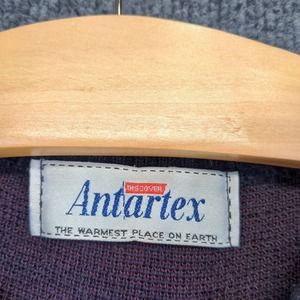 DISCOVER
Antartex
THE WARMEST PLACE ON EARTH